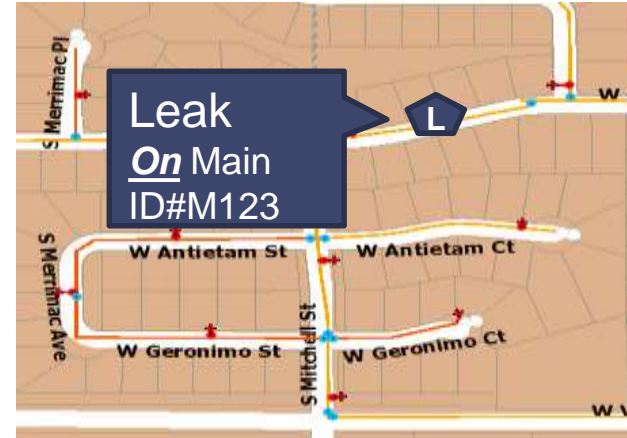 S Merrimac Pl
Leak
On Main
ID#M123
L
W
W Antietam St
W Antietam Ct
S Merrimac Ave
S Mitchell St
W Geronimo St
W Geronimo Ct
W